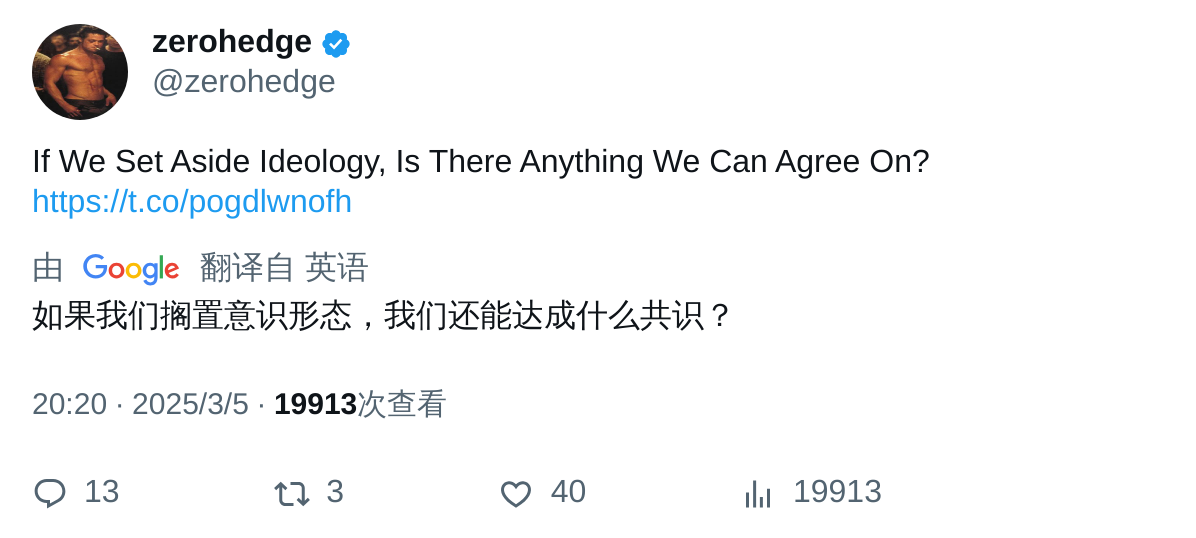 zerohedge
@zerohedge
If We Set Aside Ideology, Is There Anything We Can Agree On?
https://t.co/pogdlwnofh
由 Google 翻译自 英语
如果我们搁置意识形态，我们还能达成什么共识？
20:20 · 2025/3/5 · 19913次查看
13 3 40 19913